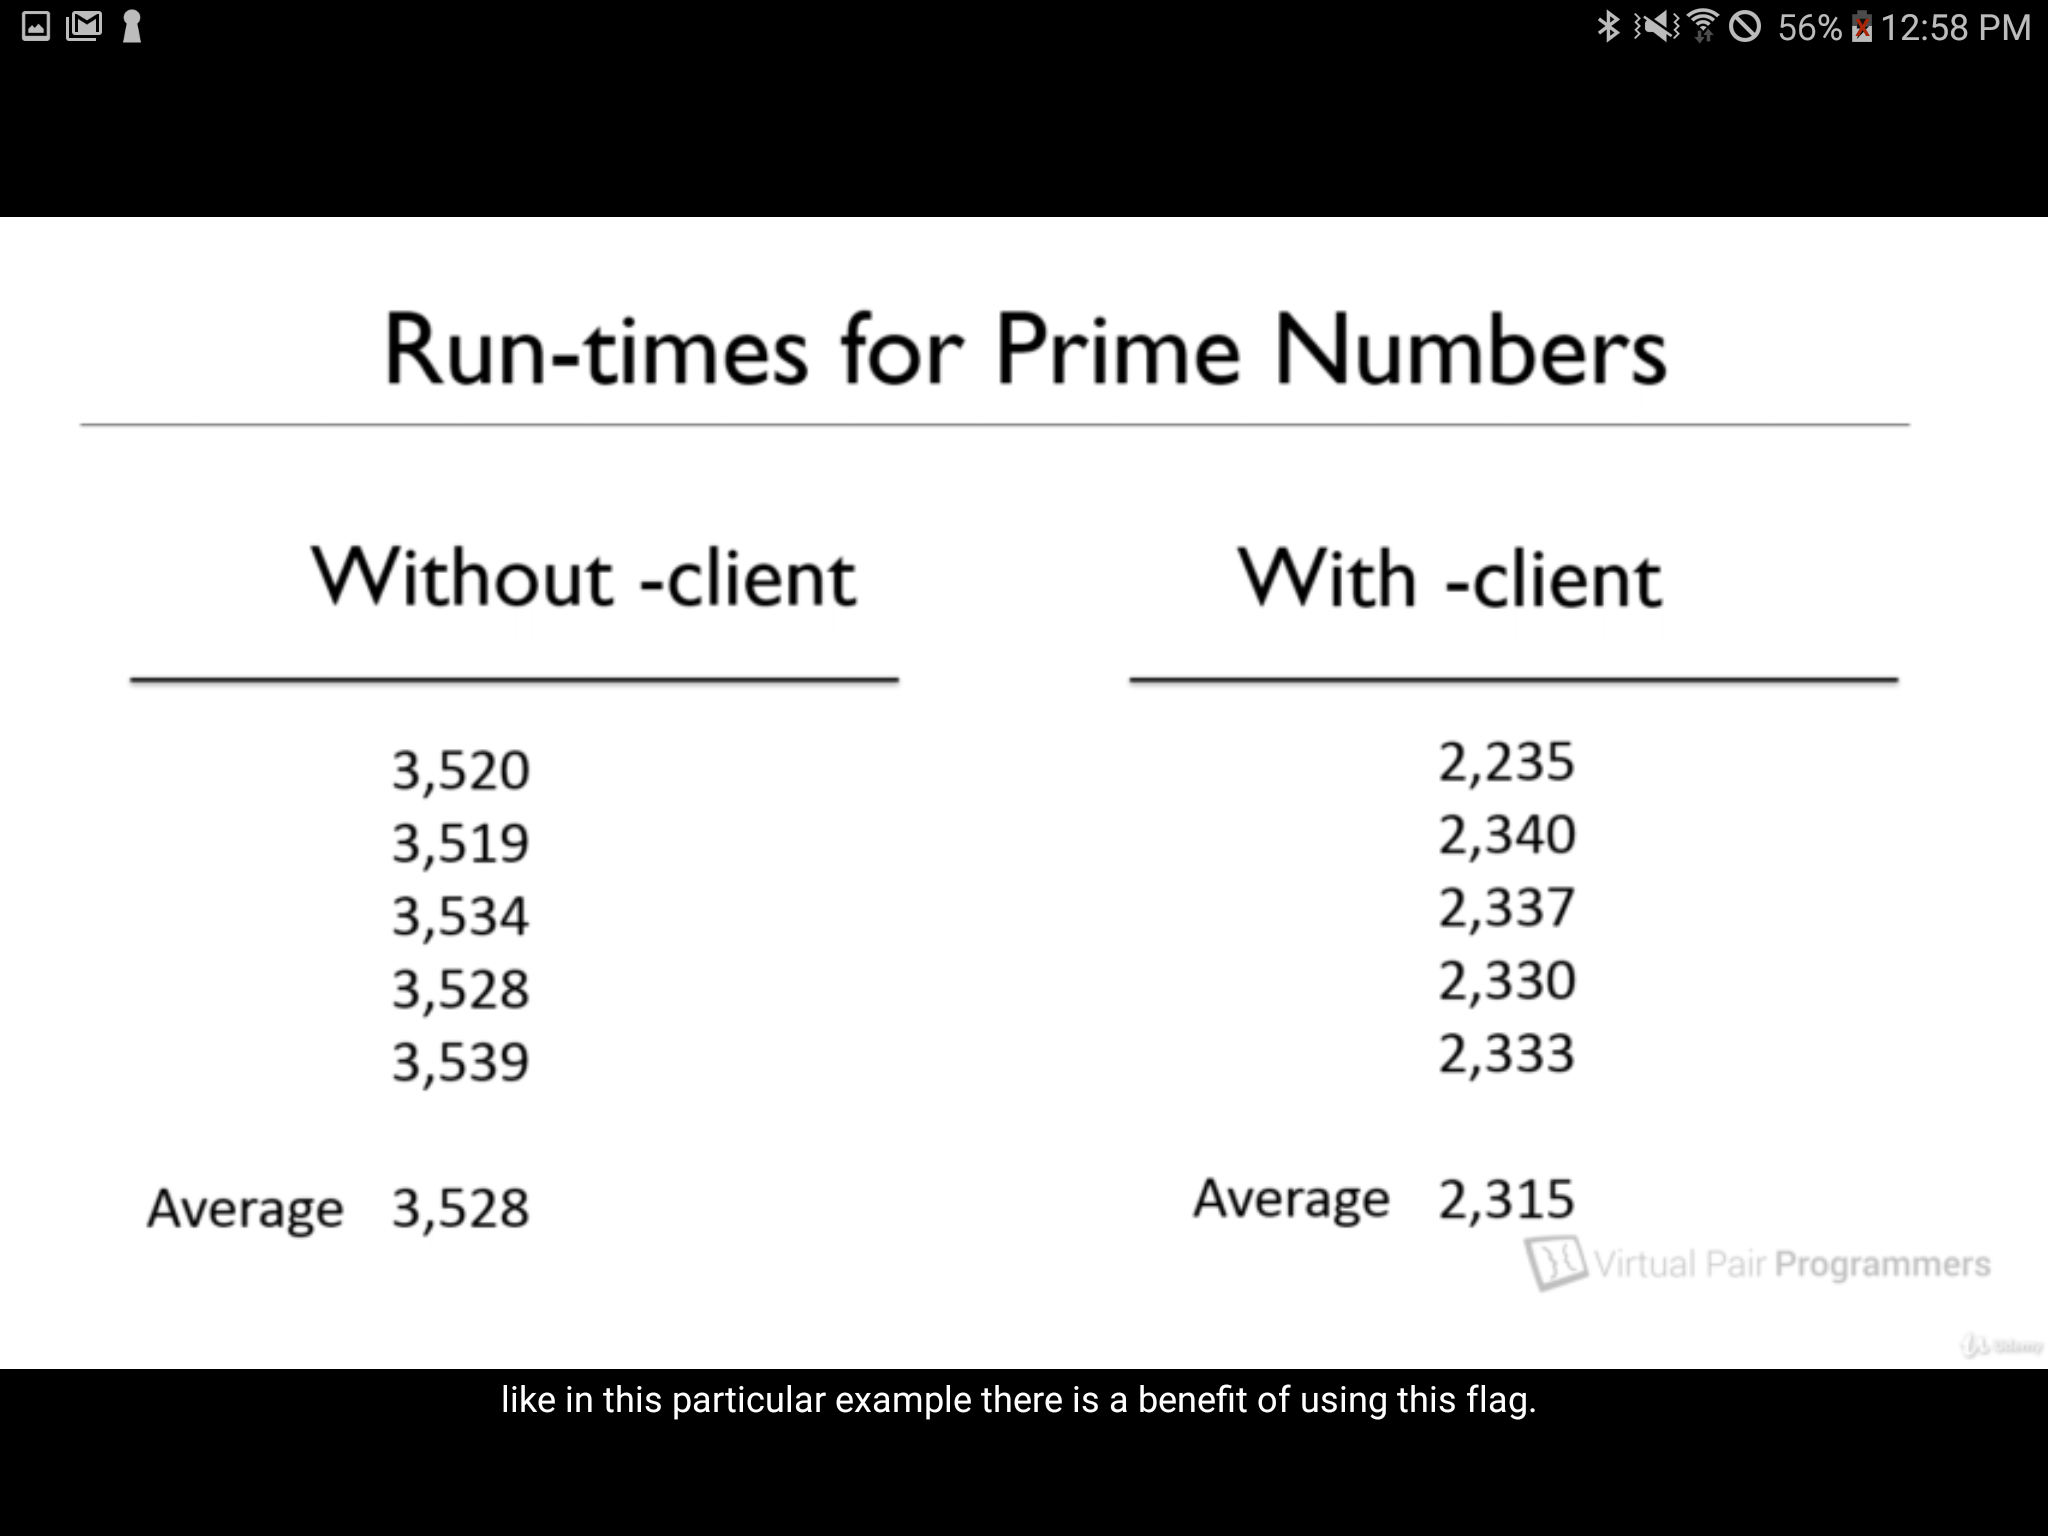 56% 12:58 PM
Run-times for Prime Numbers
Without -client
3,520
3,519
3,534
3,528
3,539
Average 3,528
With -client
2,235
2,340
2,337
2,330
2,333
Average 2,315
Virtual Pair Programmers
Udemy
like in this particular example there is a benefit of using this flag.